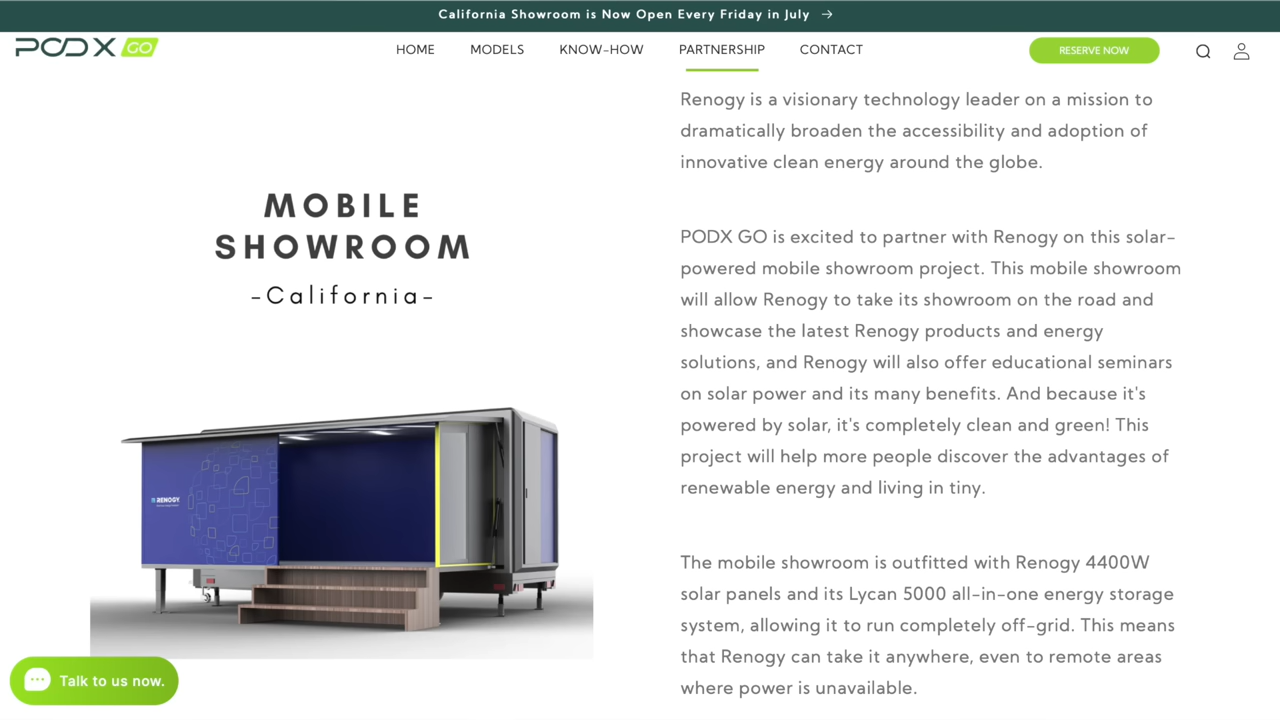 California Showroom is Now Open Every Friday in July →
PODX GO
HOME
MODELS
KNOW-HOW
PARTNERSHIP
CONTACT
RESERVE NOW
MOBILE
SHOWROOM
-California-
RENOGY
Renogy is a visionary technology leader on a mission to
dramatically broaden the accessibility and adoption of
innovative clean energy around the globe.
PODX GO is excited to partner with Renogy on this solar-
powered mobile showroom project. This mobile showroom
will allow Renogy to take its showroom on the road and
showcase the latest Renogy products and energy
solutions, and Renogy will also offer educational seminars
on solar power and its many benefits. And because it's
powered by solar, it's completely clean and green! This
project will help more people discover the advantages of
renewable energy and living in tiny.
The mobile showroom is outfitted with Renogy 4400W
solar panels and its Lycan 5000 all-in-one energy storage
system, allowing it to run completely off-grid. This means
that Renogy can take it anywhere, even to remote areas
where power is unavailable.
Talk to us now.